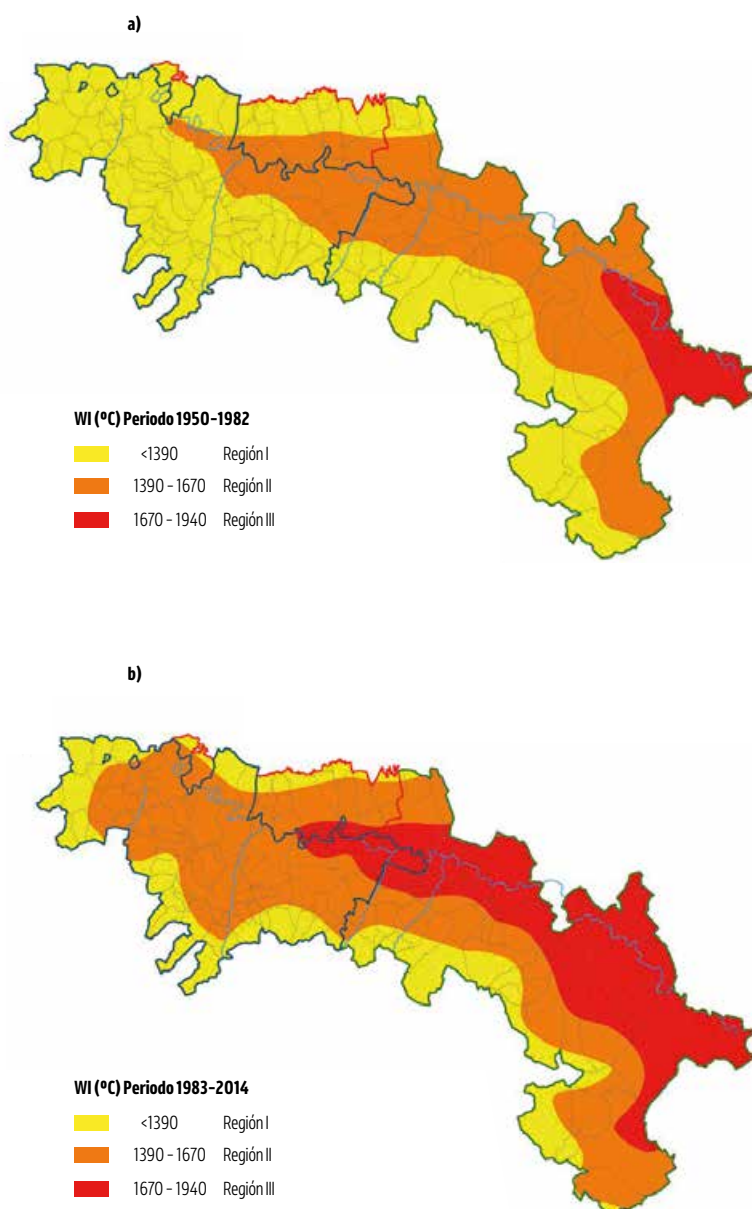 a)
WI (ºC) Periodo 1950-1982
<1390 Región I
1390 - 1670 Región II
1670 - 1940 Región III
b)
WI (ºC) Periodo 1983-2014
<1390 Región I
1390 - 1670 Región II
1670 - 1940 Región III